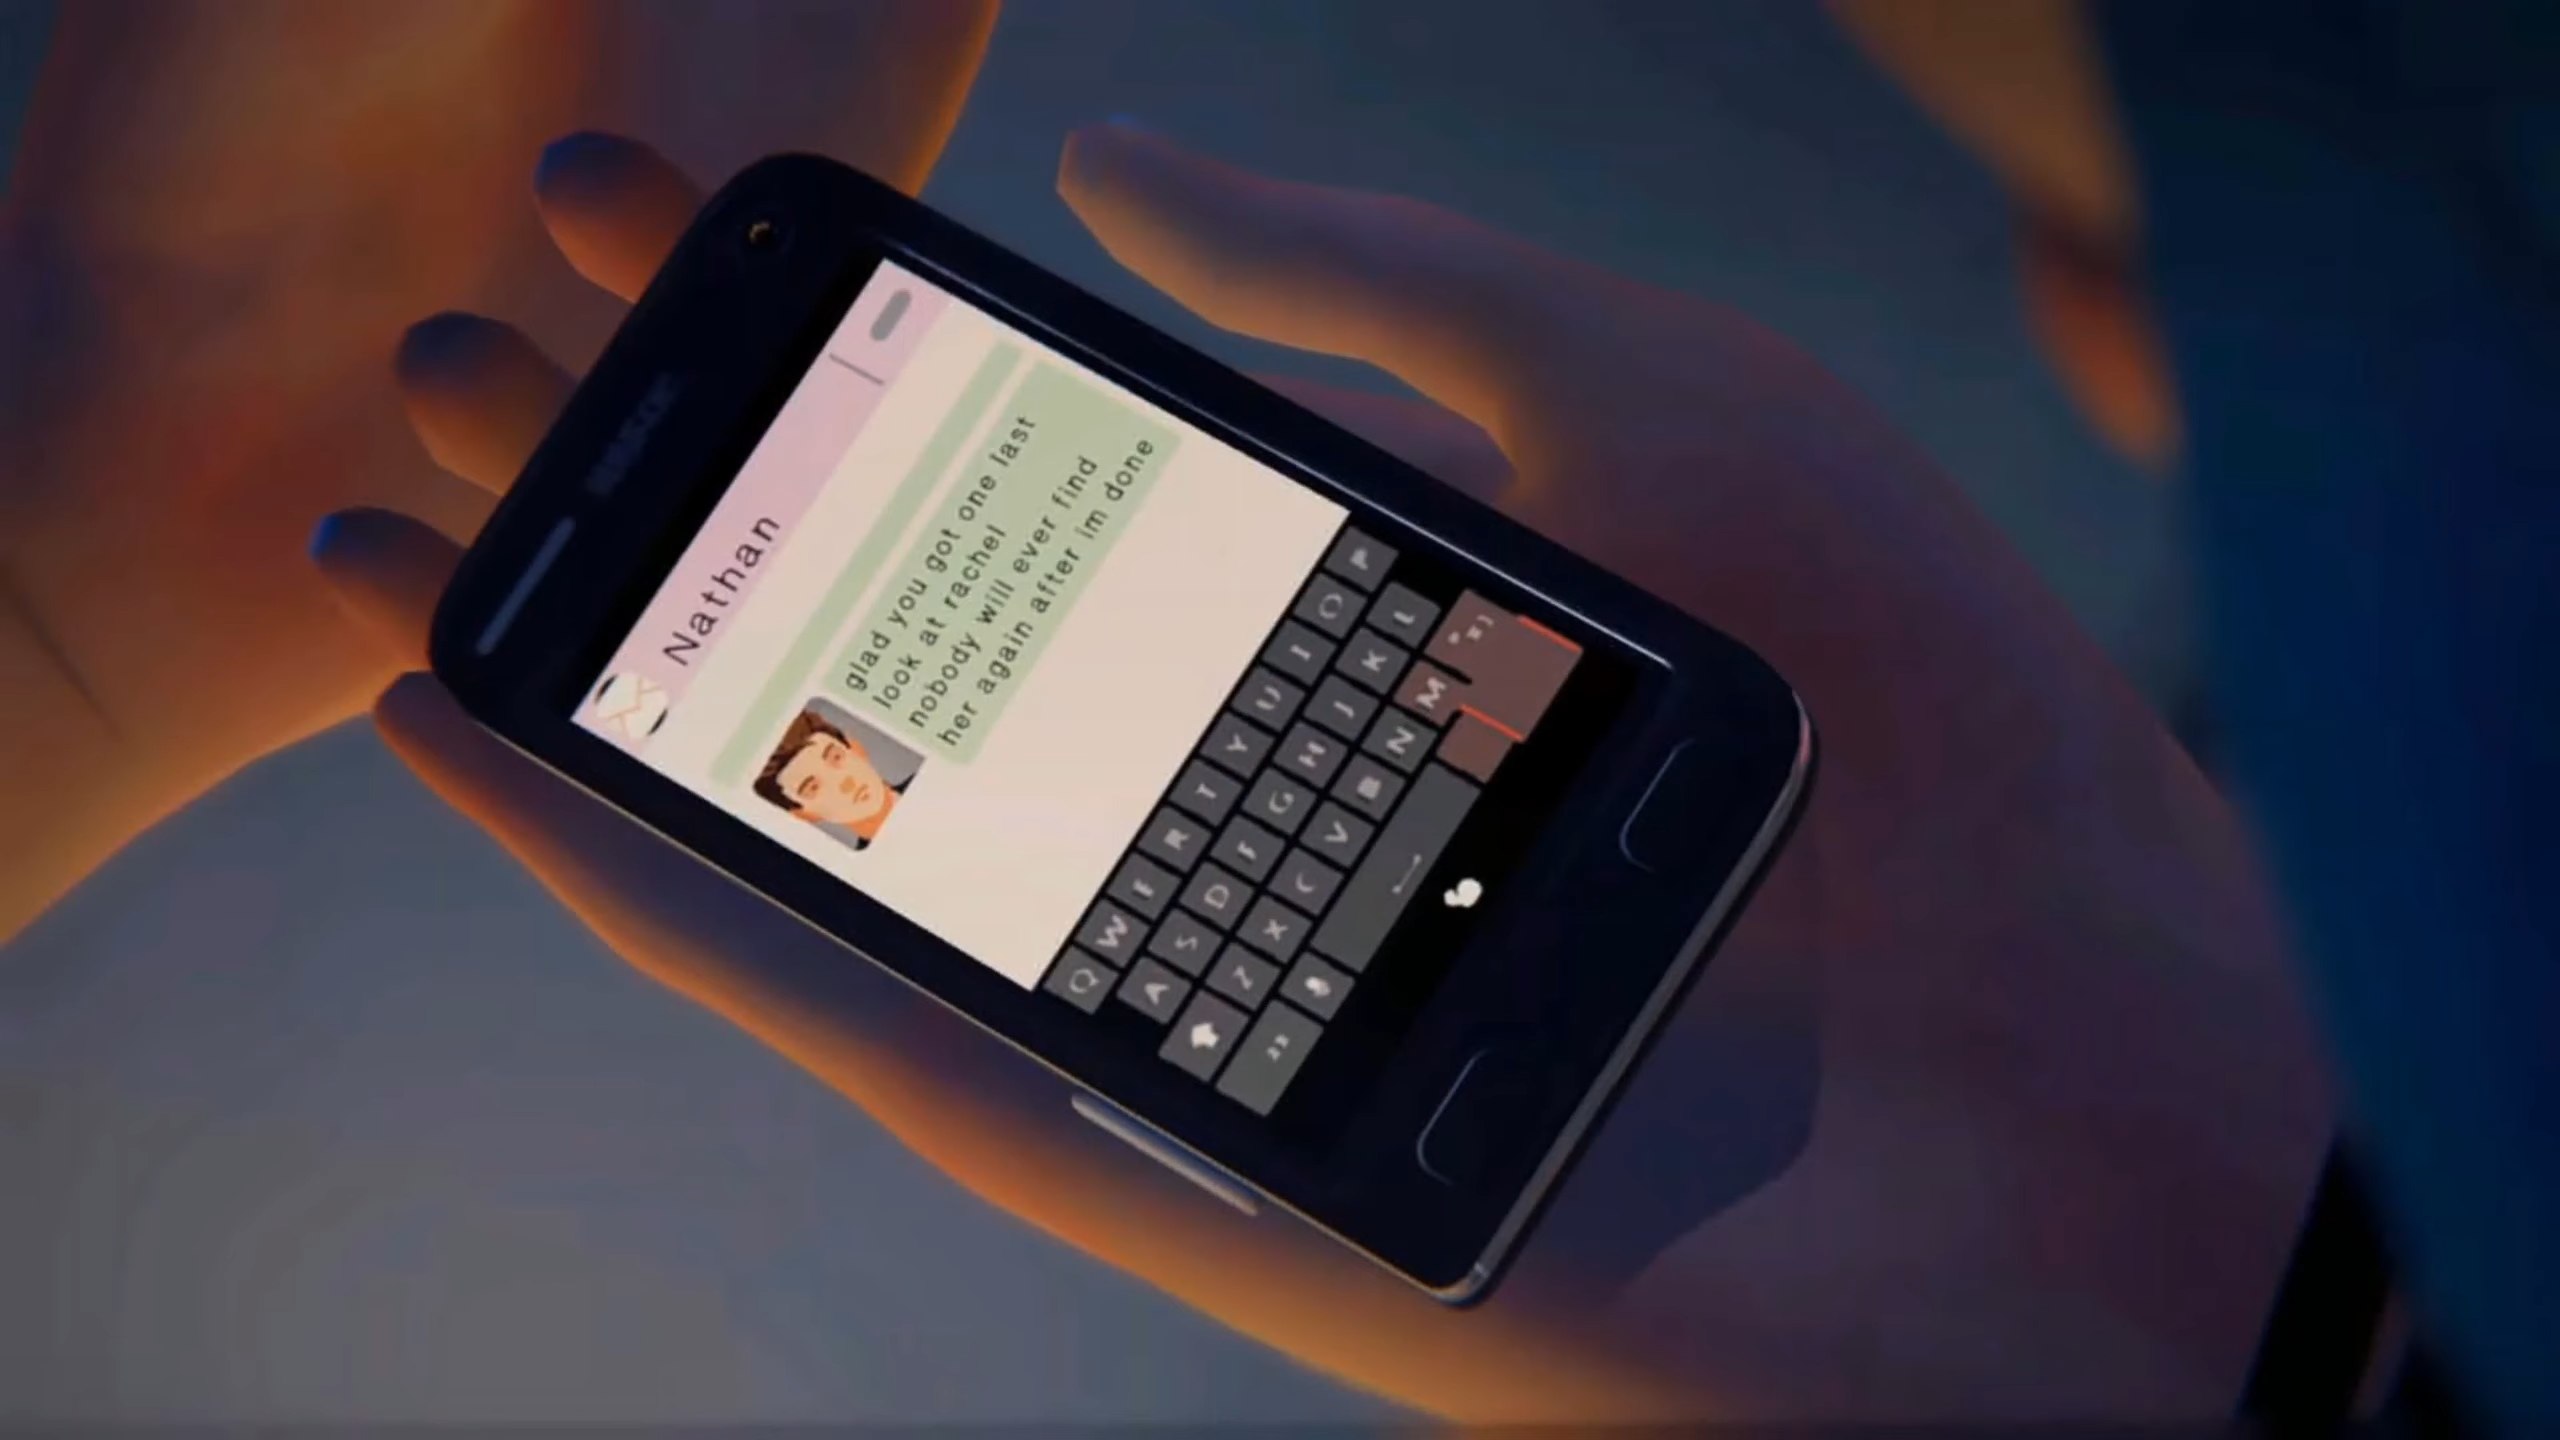 Nathan
glad you got one last
look at rachel
nobody will ever find
her again after im done
Q W E R T Y U I O P
A S D F G H J K L
Z X C V B N M